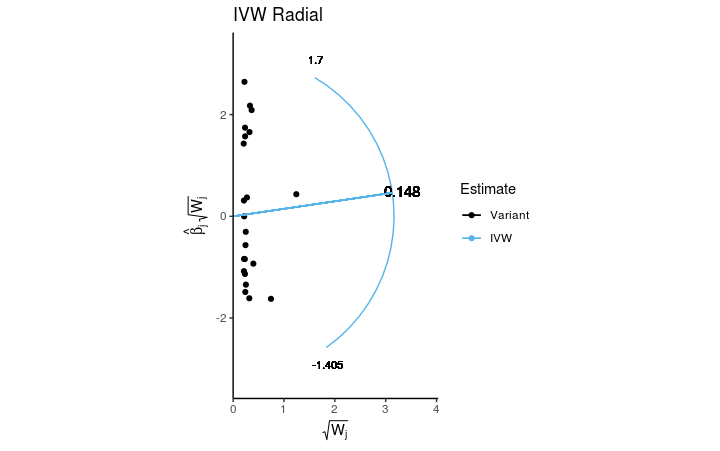 IVW Radial
1.7
2
0.148
0
-2
-1.405
β̂j√Wj
0 1 2 3 4
√Wj
Estimate
Variant
IVW